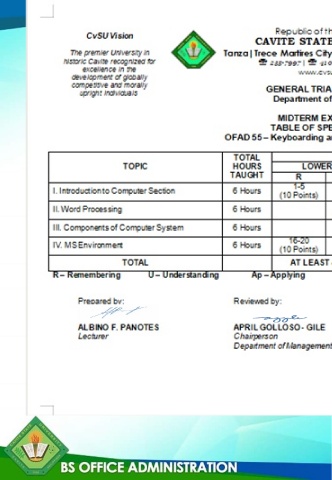 CvSU Vision
The premier University in
historic Cavite recognized for
excellence in the
development of globally
competitive and morally
upright individuals
Republic of th
CAVITE STATE
Tanza | Trece Martires City
www.cvsu
GENERAL TRIA
Department of
MIDTERM EX
TABLE OF SPE
OFAD 55 – Keyboarding a
TOPIC
TOTAL HOURS TAUGHT
LOWER
R
I. Introduction to Computer Section 6 Hours 1-5 (10 Points)
II. Word Processing 6 Hours
III. Components of Computer System 6 Hours
IV. MS Environment 6 Hours 16-20 (10 Points)
TOTAL AT LEAST
R – Remembering U – Understanding Ap – Applying
Prepared by: Reviewed by:
ALBINO F. PANOTES APRIL GOLLOSO - GILE
Lecturer Chairperson
Department of Management
BS OFFICE ADMINISTRATION